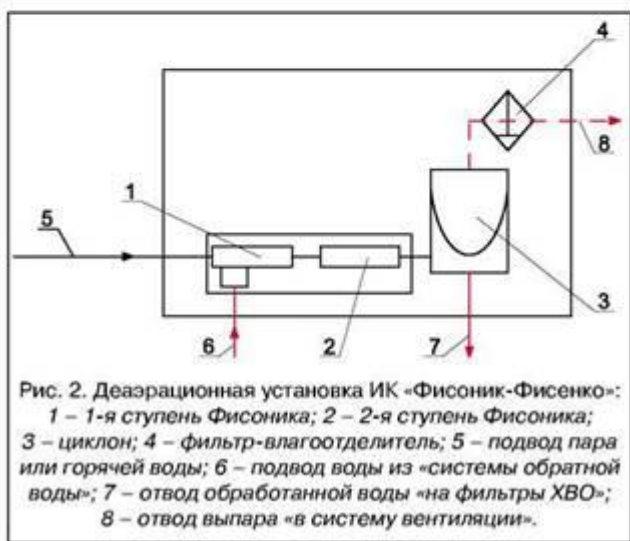 4
8
1
5
3
6
2
7
Рис. 2. Деаэрационная установка ИК «Фисоник-Фисенко»:
1 – 1-я ступень Фисоника; 2 – 2-я ступень Фисоника;
3 – циклон; 4 – фильтр-влагоотделитель; 5 – подвод пара
или горячей воды; 6 – подвод воды из «системы обратной
воды»; 7 – отвод обработанной воды «на фильтры ХВО»;
8 – отвод выпара «в систему вентиляции».